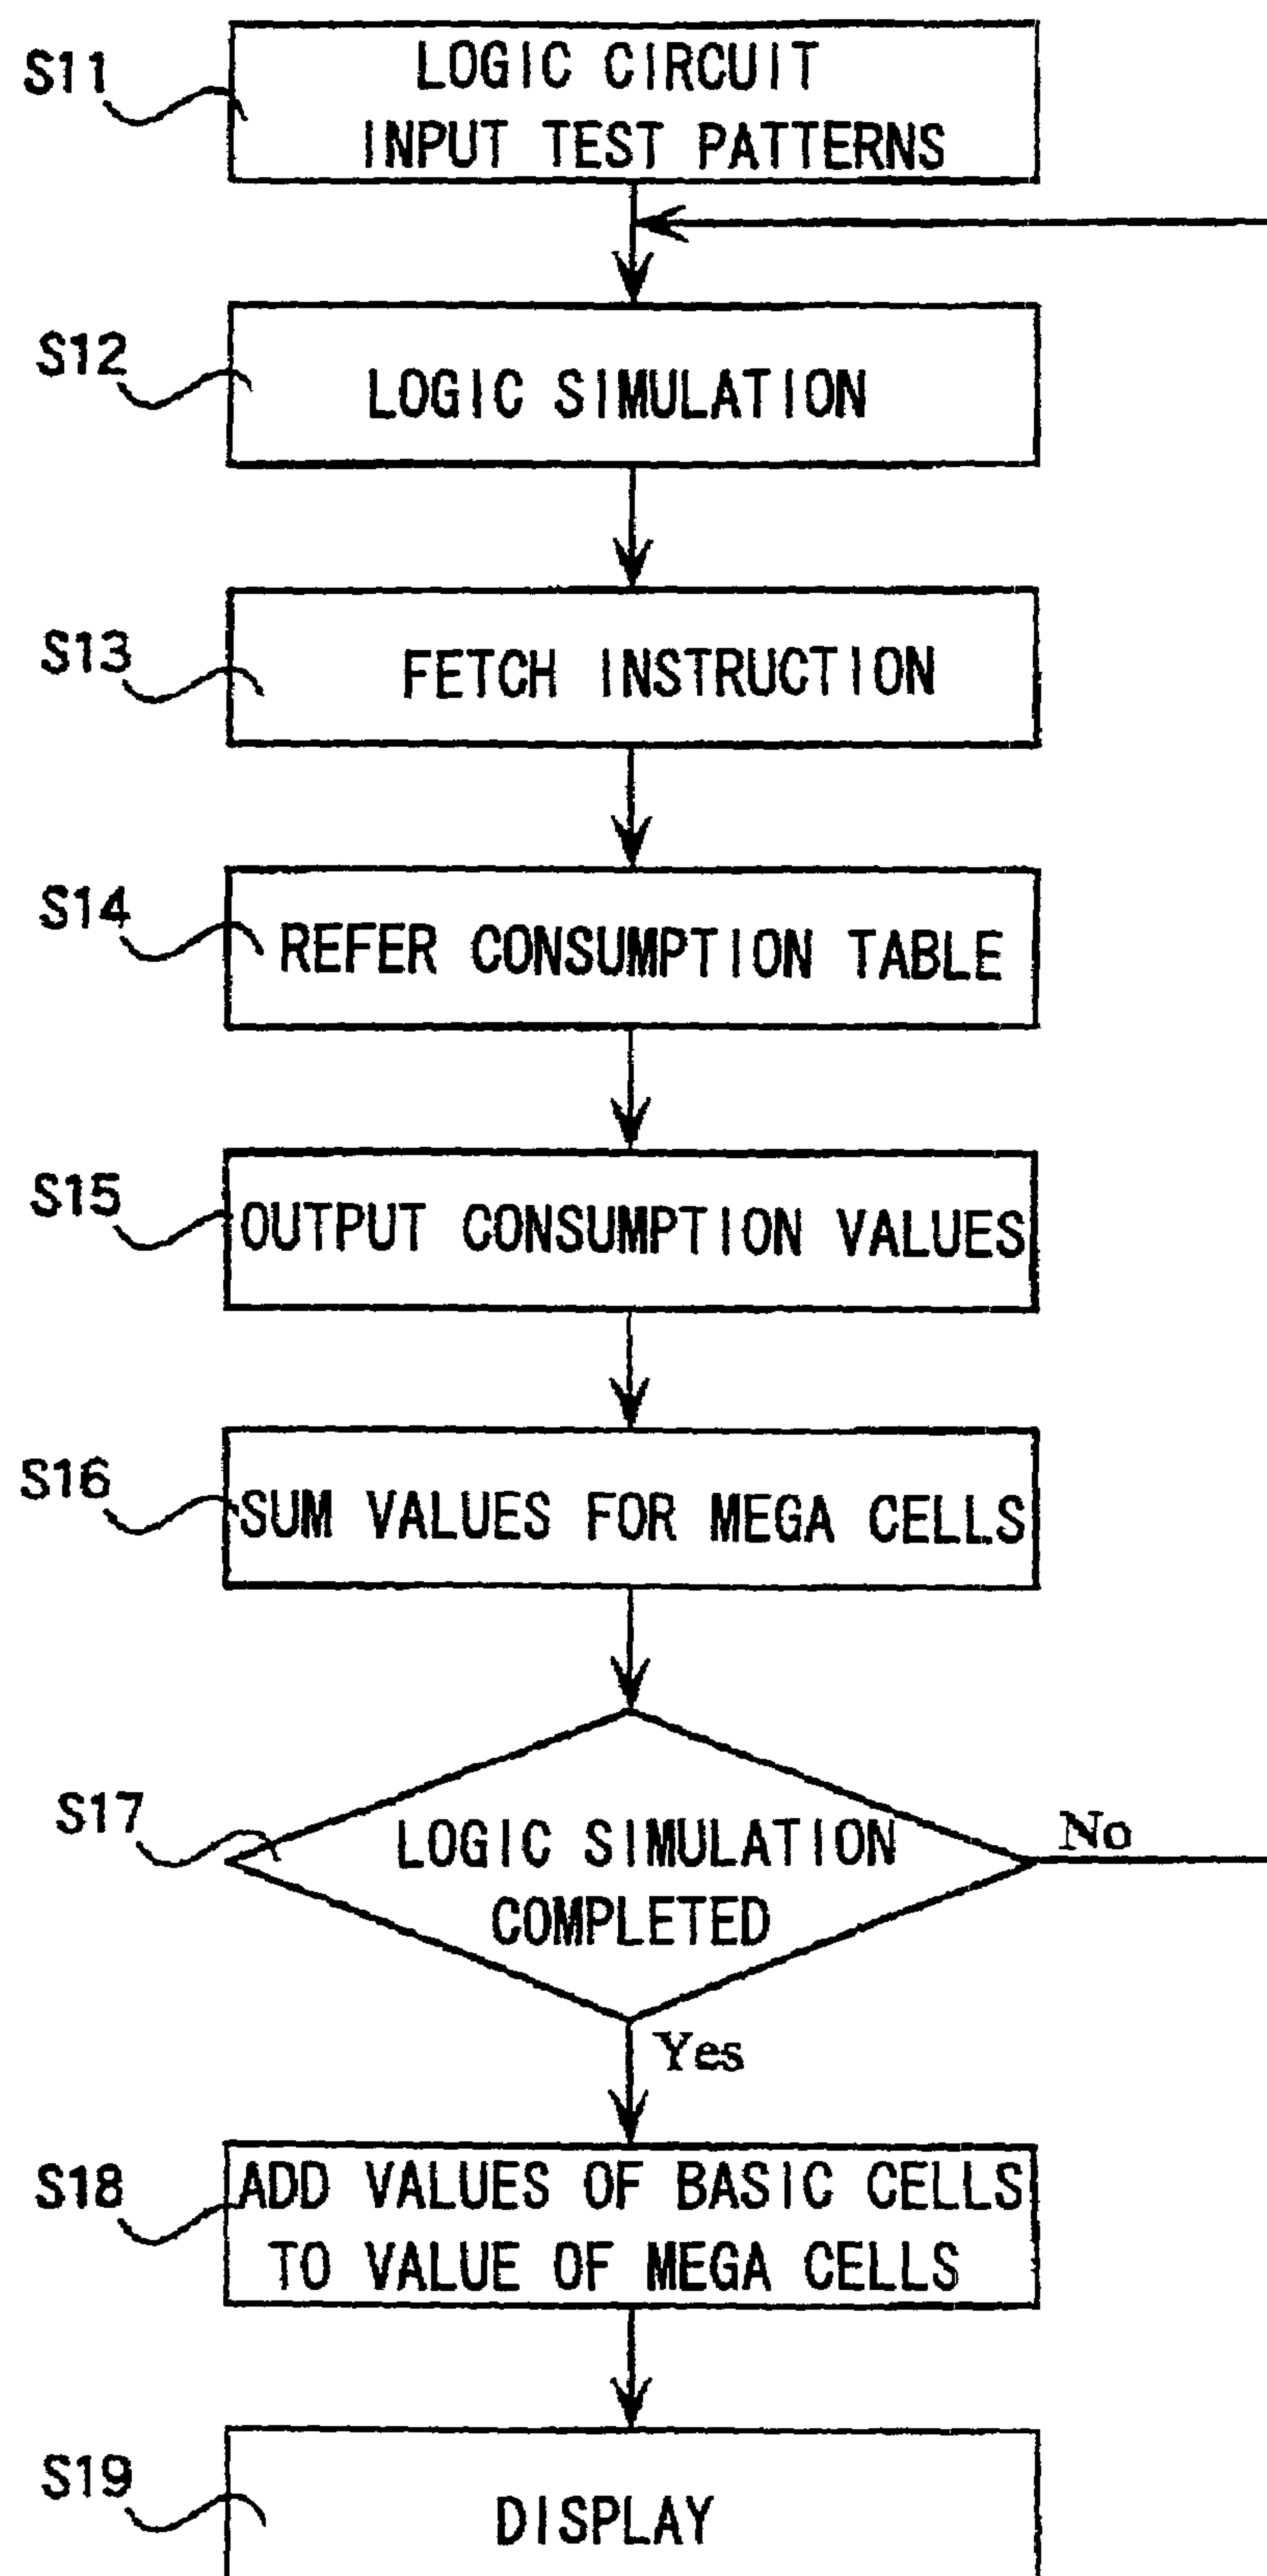 S11
LOGIC CIRCUIT
INPUT TEST PATTERNS
S12
LOGIC SIMULATION
S13
FETCH INSTRUCTION
S14
REFER CONSUMPTION TABLE
S15
OUTPUT CONSUMPTION VALUES
S16
SUM VALUES FOR MEGA CELLS
S17
LOGIC SIMULATION
COMPLETED
No
Yes
S18
ADD VALUES OF BASIC CELLS
TO VALUE OF MEGA CELLS
S19
DISPLAY